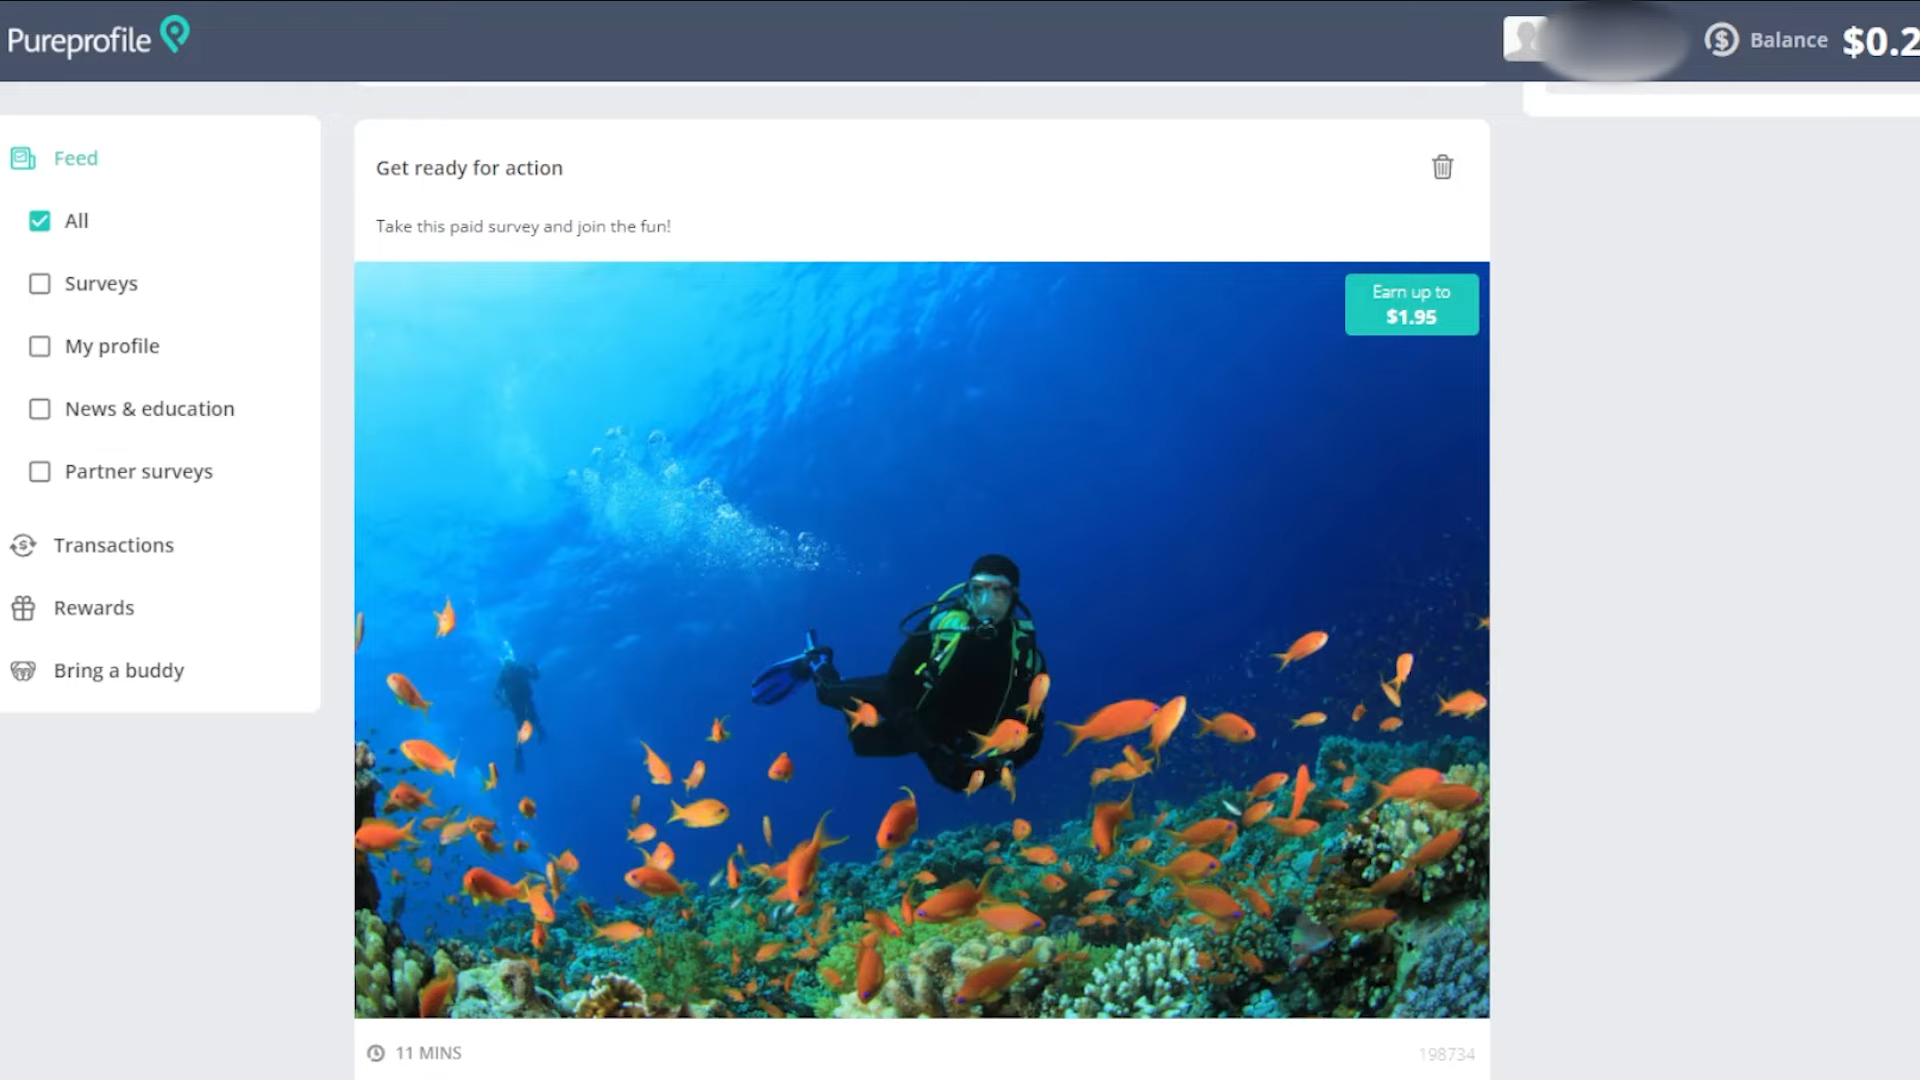 Pureprofile
Balance $0.2
Feed
All
Surveys
My profile
News & education
Partner surveys
Transactions
Rewards
Bring a buddy
Get ready for action
Take this paid survey and join the fun!
Earn up to
$1.95
11 MINS
198734